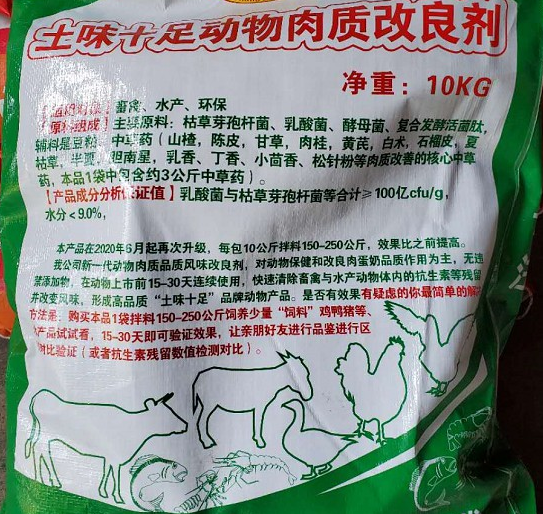 土味十足动物肉质改良剂
净重：10KG
【适用对象】畜禽、水产、环保
【原料组成】主要原料：枯草芽孢杆菌、乳酸菌、酵母菌、复合发酵活菌肽，
辅料是豆粕、中草药（山楂，陈皮，甘草，肉桂，黄芪，白术，石榴皮，夏
枯草，半夏，胆南星，乳香、丁香、小茴香、松针粉等肉质改善的核心中草
药，本品1袋中包含约3公斤中草药）。
【产品成分分析保证值】乳酸菌与枯草芽孢杆菌等合计≥100亿cfu/g，
水分＜9.0%，
本产品在2020年6月起再次升级，每包10公斤拌料150-250公斤，效果比之前提高。
我公司新一代动物肉质品质风味改良剂，对动物保健和改良肉蛋奶品质作用为主，无违
禁添加物，在动物上市前15-30天连续使用，快速清除畜禽与水产动物体内的抗生素等残留
并改变风味，形成高品质“土味十足”品牌动物产品。是否有效果有疑虑的你最简单的解决
方法是：购买本品1袋拌料150-250公斤饲养少量“饲料”鸡鸭猪等、
水产品试试看，15-30天即可验证效果，让亲朋好友进行品鉴进行区
别对比验证（或者抗生素残留数值检测对比）。